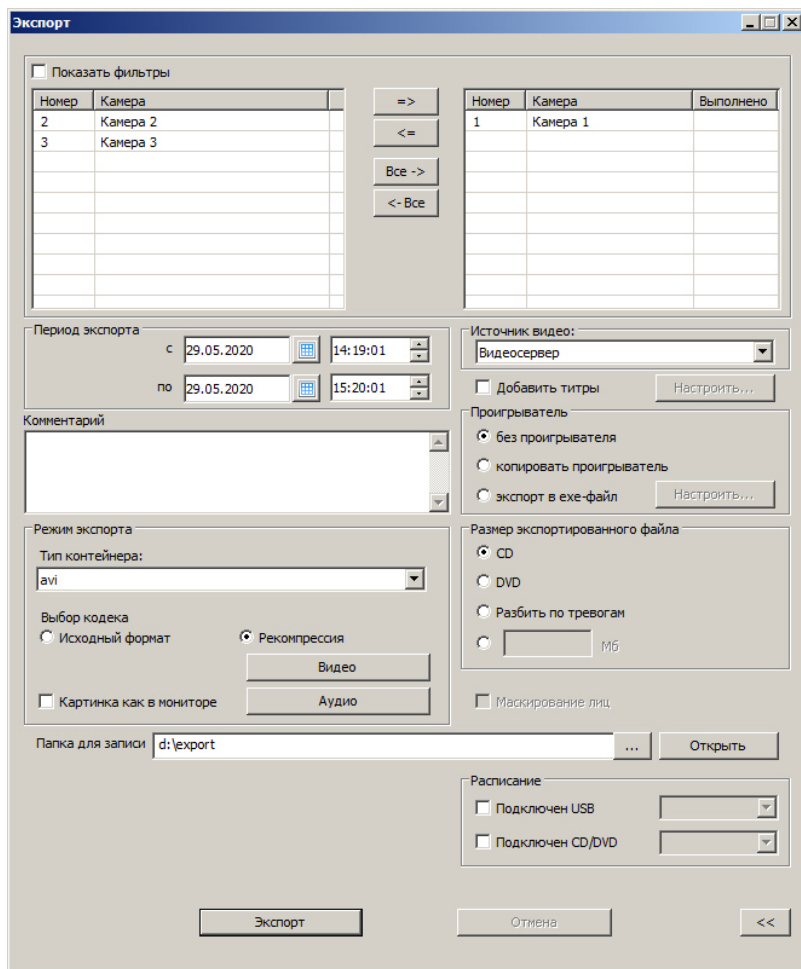 Экспорт
Показать фильтры
Номер Камера
2 Камера 2
3 Камера 3
=>
<=
Все ->
<- Все
Номер Камера Выполнено
1 Камера 1
Период экспорта
с 29.05.2020 14:19:01
по 29.05.2020 15:20:01
Источник видео:
Видеосервер
Добавить титры Настроить...
Комментарий
Проигрыватель
без проигрывателя
копировать проигрыватель
экспорт в exe-файл Настроить...
Режим экспорта
Тип контейнера:
avi
Выбор кодека
Исходный формат Рекомпрессия
Видео
Картинка как в мониторе Аудио
Размер экспортированного файла
CD
DVD
Разбить по тревогам
Мб
Маскирование лиц
Папка для записи d:\export ... Открыть
Расписание
Подключен USB
Подключен CD/DVD
Экспорт Отмена <<